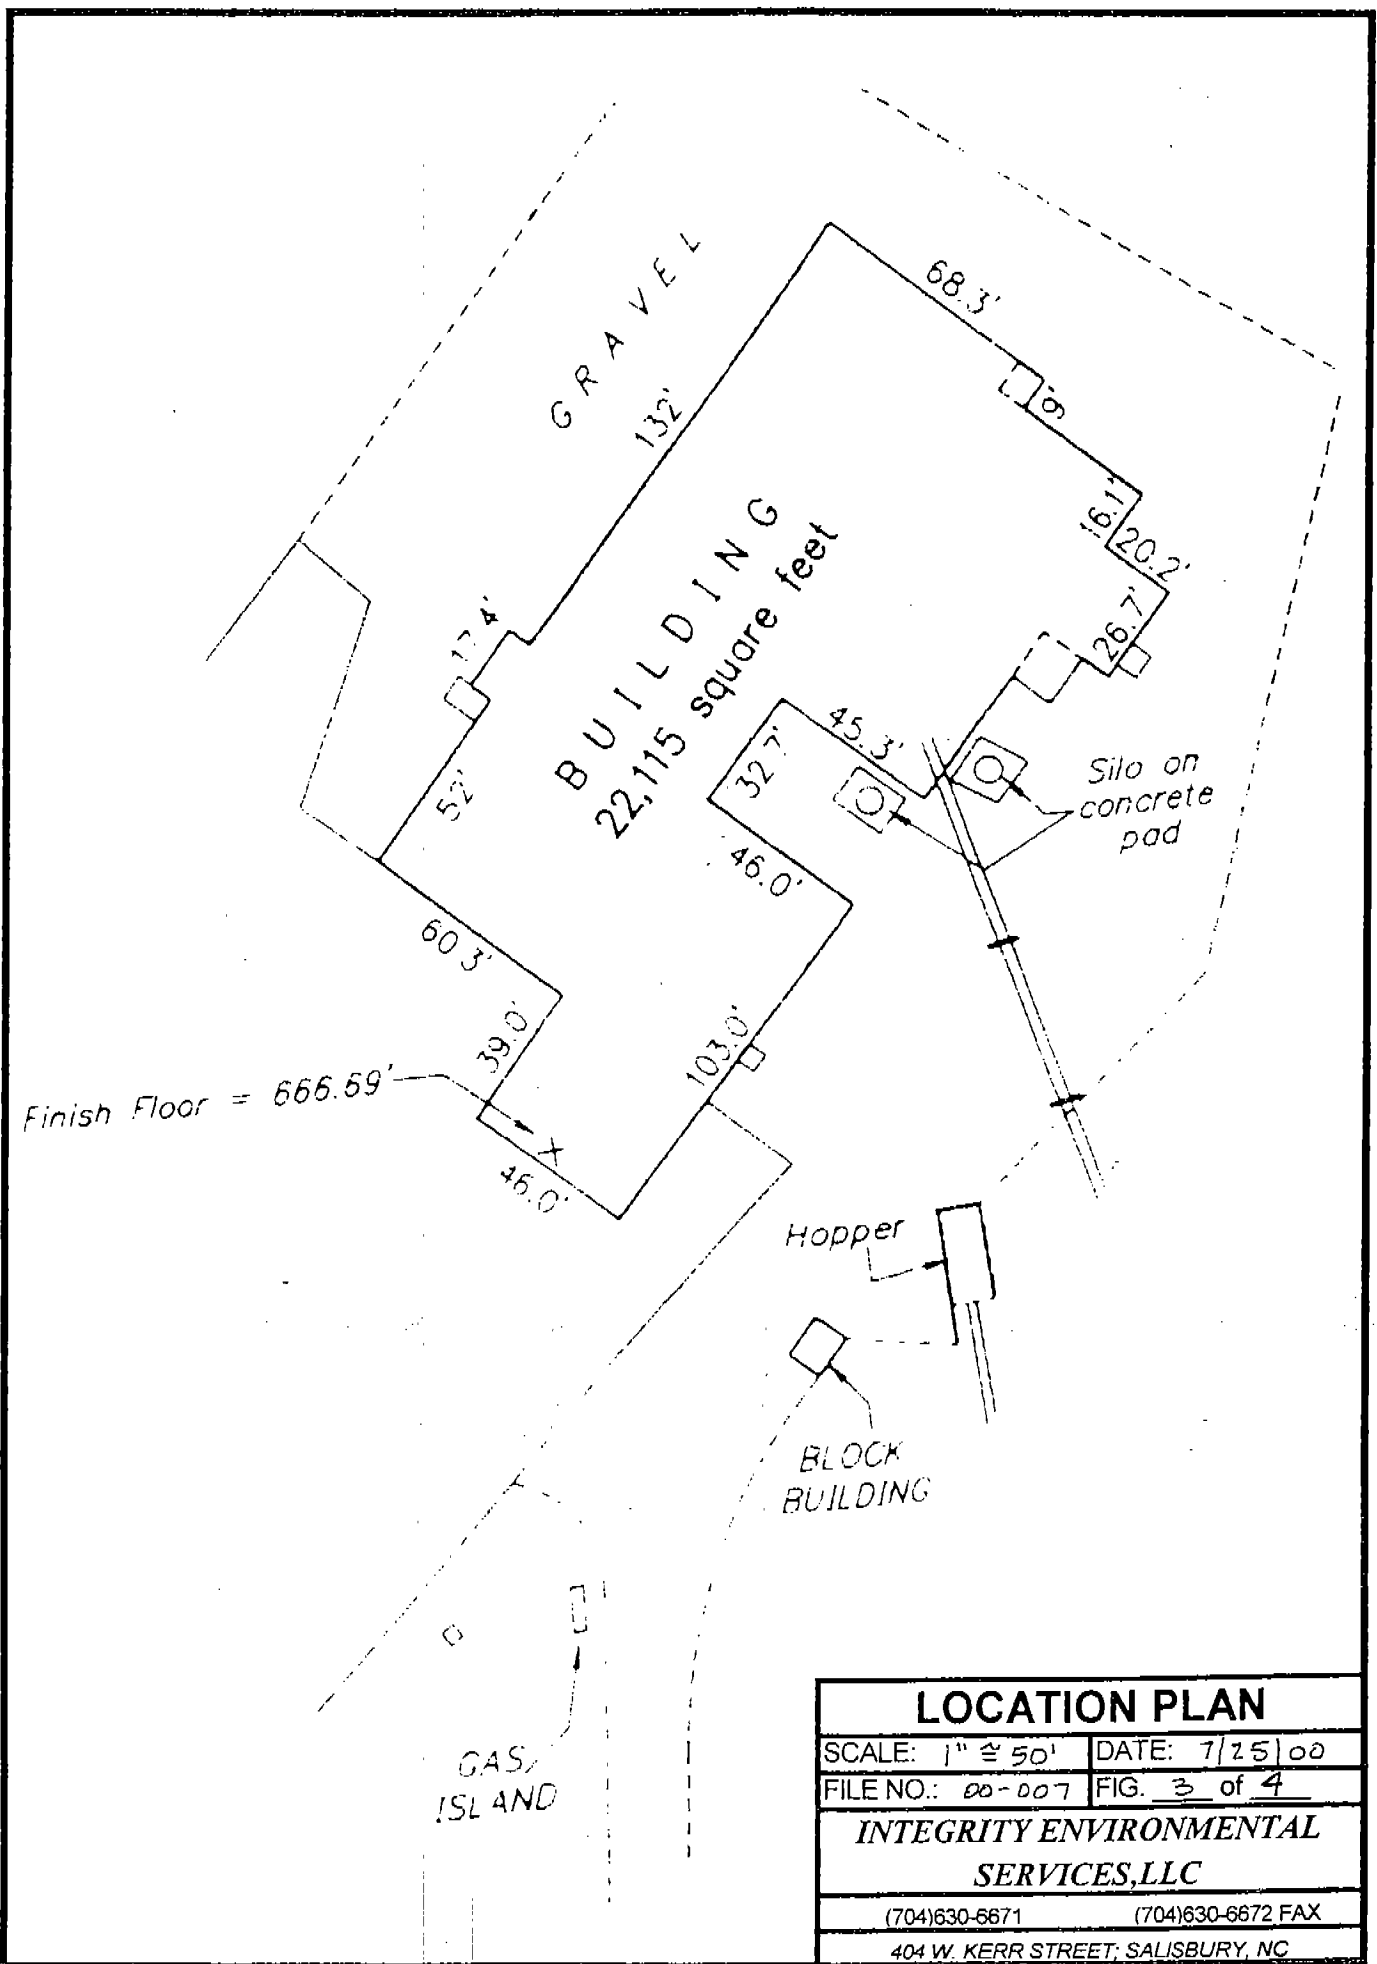 GRAVEL
68.3'
9'
132'
16.1'
20.2'
26.7'
17.4'
BUILDING
22,115 square feet
52'
45.3'
32.7'
46.0'
Silo on
concrete
pad
60.3'
39.0'
103.0'
Finish Floor = 666.69'
X
46.0'
Hopper
BLOCK
BUILDING
GAS
ISLAND
LOCATION PLAN
SCALE: 1" ≅ 50' DATE: 7/25/00
FILE NO.: 00-007 FIG. 3 of 4
INTEGRITY ENVIRONMENTAL
SERVICES,LLC
(704)630-6671 (704)630-6672 FAX
404 W. KERR STREET; SALISBURY, NC